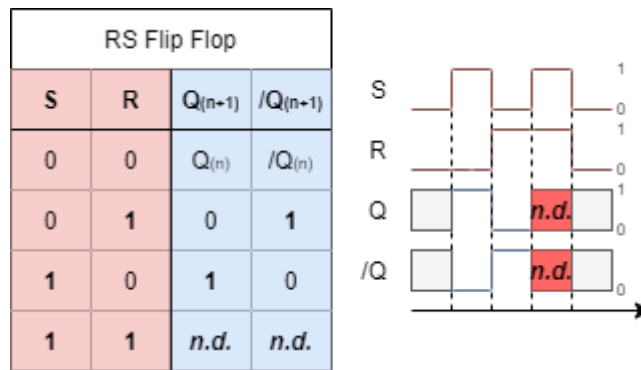 RS Flip Flop
S R Q(n+1) /Q(n+1)
0 0 Q(n) /Q(n)
0 1 0 1
1 0 1 0
1 1 n.d. n.d.
S 1 0
R 1 0
Q n.d. 1 0
/Q n.d. 0